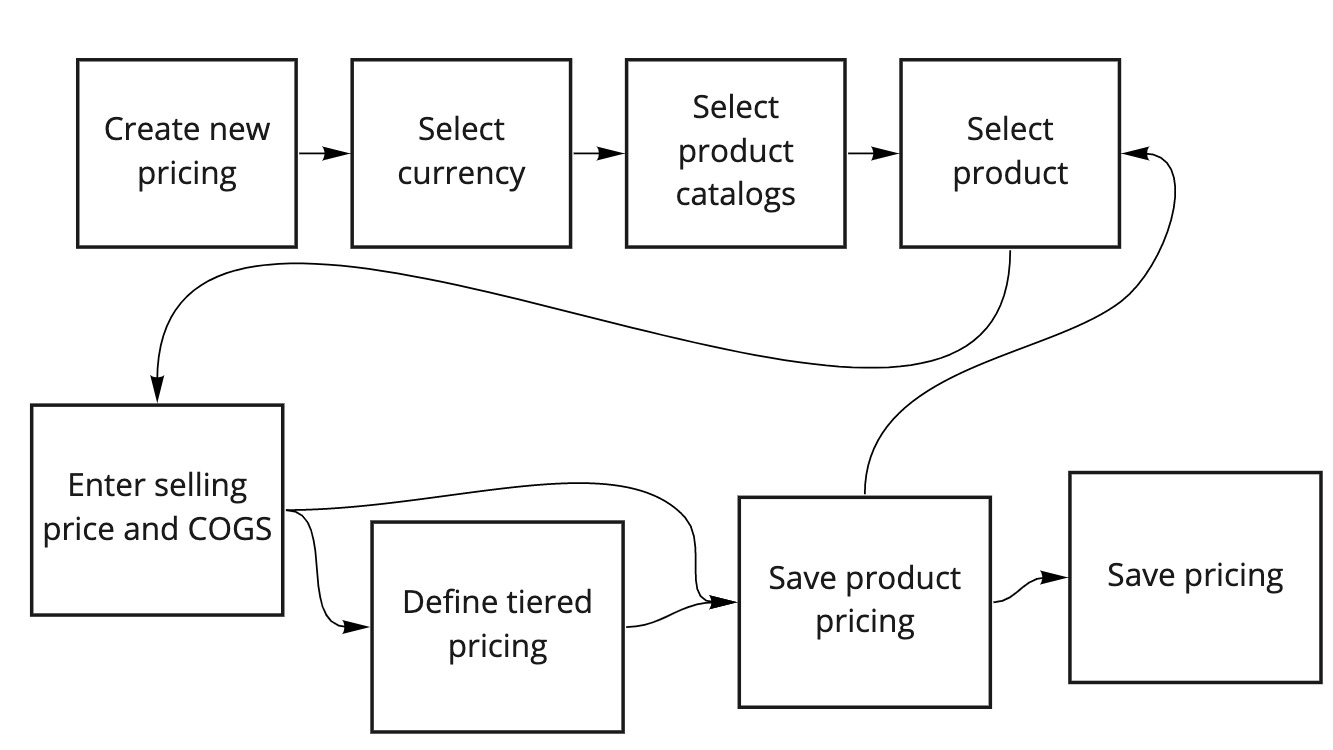 Create new
pricing
Select
currency
Select
product
catalogs
Select
product
Enter selling
price and COGS
Define tiered
pricing
Save product
pricing
Save pricing